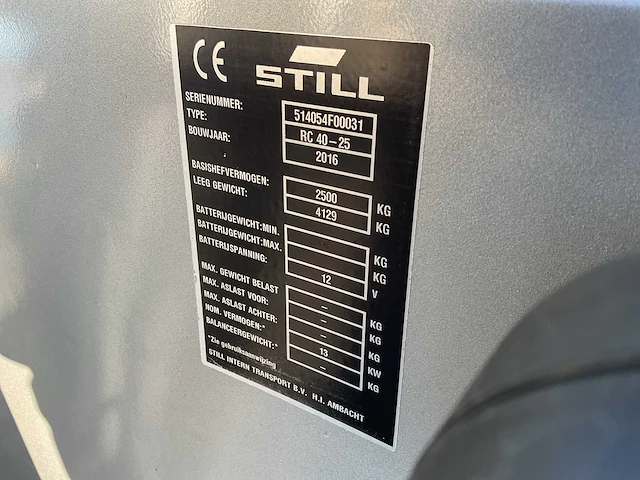 CE STILL
SERIENUMMER: 514054F00031
TYPE: RC 40-25
BOUWJAAR: 2016
BASISHEFVERMOGEN: 2500 KG
LEEG GEWICHT: 4129 KG
BATTERIJGEWICHT:MIN. KG
BATTERIJGEWICHT:MAX. KG
BATTERIJSPANNING: 12 V
MAX. GEWICHT BELAST – KG
MAX. ASLAST VOOR: – KG
MAX. ASLAST ACHTER: – KG
NOM. VERMOGEN:* 13 KW
BALANCEERGEWICHT:* – KG
*Zie gebruiksaanwijzing
STILL INTERN TRANSPORT B.V. H.I. AMBACHT